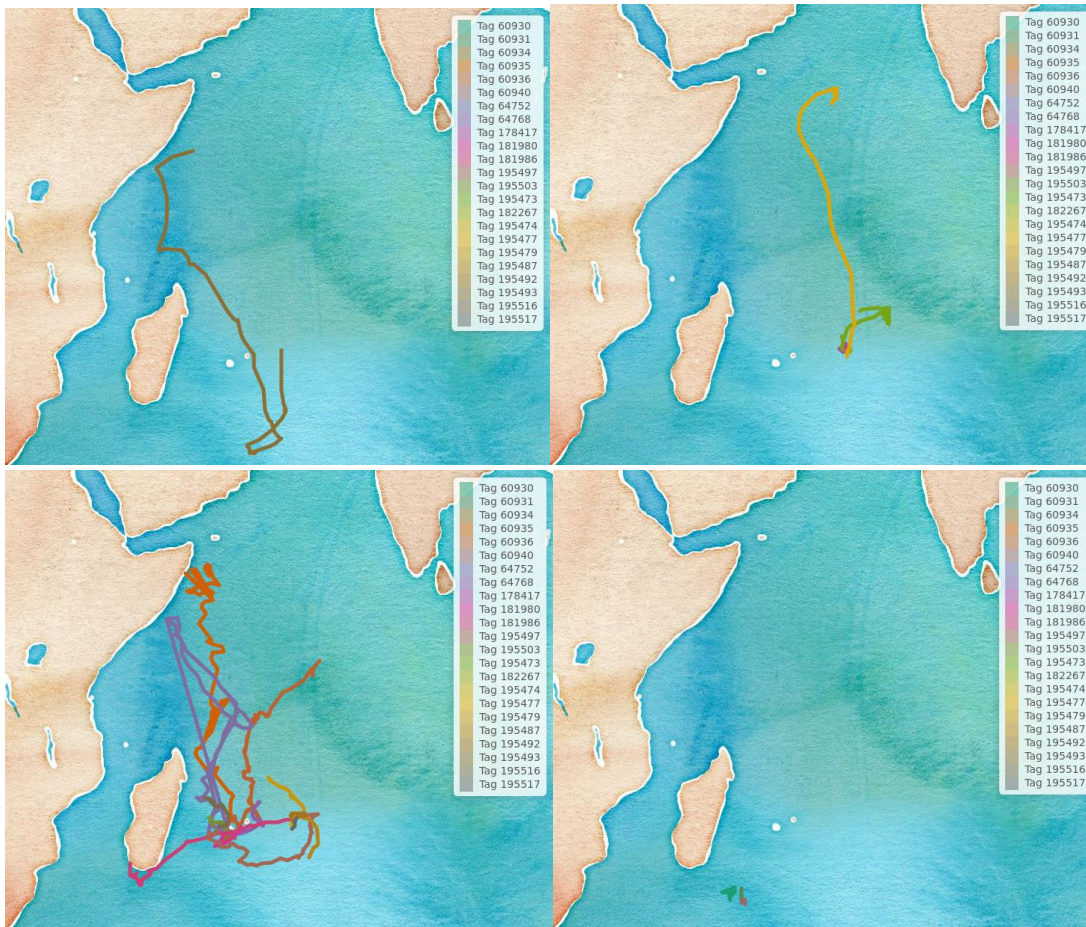 Tag 60930
Tag 60931
Tag 60934
Tag 60935
Tag 60936
Tag 60940
Tag 64752
Tag 64768
Tag 178417
Tag 181980
Tag 181986
Tag 195497
Tag 195503
Tag 195473
Tag 182267
Tag 195474
Tag 195477
Tag 195479
Tag 195487
Tag 195492
Tag 195493
Tag 195516
Tag 195517
Tag 60930
Tag 60931
Tag 60934
Tag 60935
Tag 60936
Tag 60940
Tag 64752
Tag 64768
Tag 178417
Tag 181980
Tag 181986
Tag 195497
Tag 195503
Tag 195473
Tag 182267
Tag 195474
Tag 195477
Tag 195479
Tag 195487
Tag 195492
Tag 195493
Tag 195516
Tag 195517
Tag 60930
Tag 60931
Tag 60934
Tag 60935
Tag 60936
Tag 60940
Tag 64752
Tag 64768
Tag 178417
Tag 181980
Tag 181986
Tag 195497
Tag 195503
Tag 195473
Tag 182267
Tag 195474
Tag 195477
Tag 195479
Tag 195487
Tag 195492
Tag 195493
Tag 195516
Tag 195517
Tag 60930
Tag 60931
Tag 60934
Tag 60935
Tag 60936
Tag 60940
Tag 64752
Tag 64768
Tag 178417
Tag 181980
Tag 181986
Tag 195497
Tag 195503
Tag 195473
Tag 182267
Tag 195474
Tag 195477
Tag 195479
Tag 195487
Tag 195492
Tag 195493
Tag 195516
Tag 195517